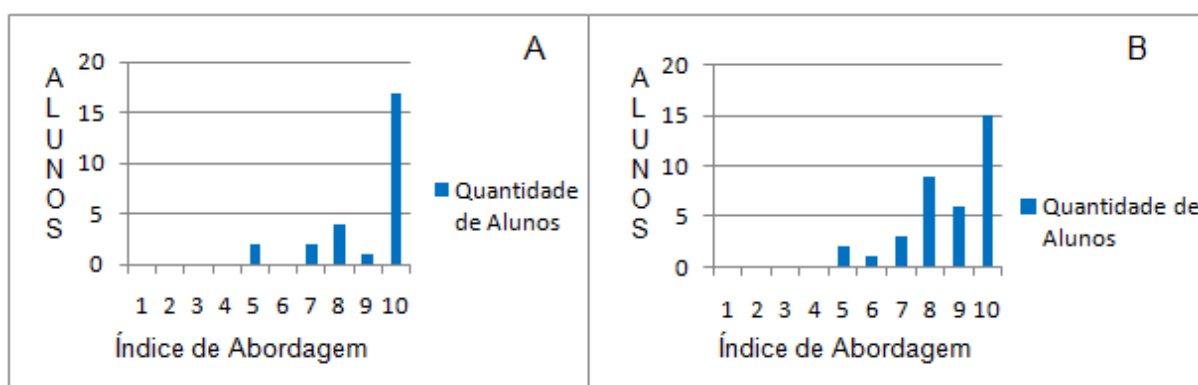 A
20
15
10
5
0
ALUNOS
1 2 3 4 5 6 7 8 9 10
Índice de Abordagem
Quantidade
de Alunos
B
20
15
10
5
0
ALUNOS
1 2 3 4 5 6 7 8 9 10
Índice de Abordagem
Quantidade de
Alunos